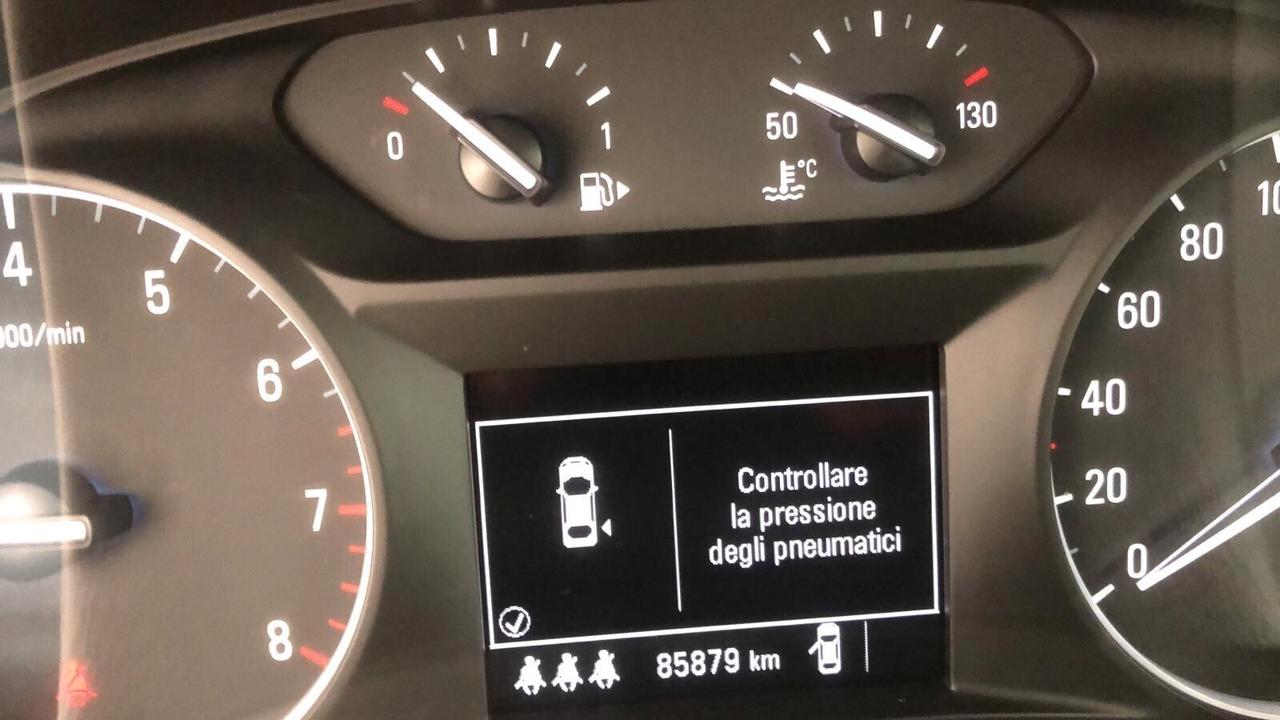 0
1
50
130
°C
4
5
6
7
8
000/min
Controllare
la pressione
degli pneumatici
85879 km
0
20
40
60
80